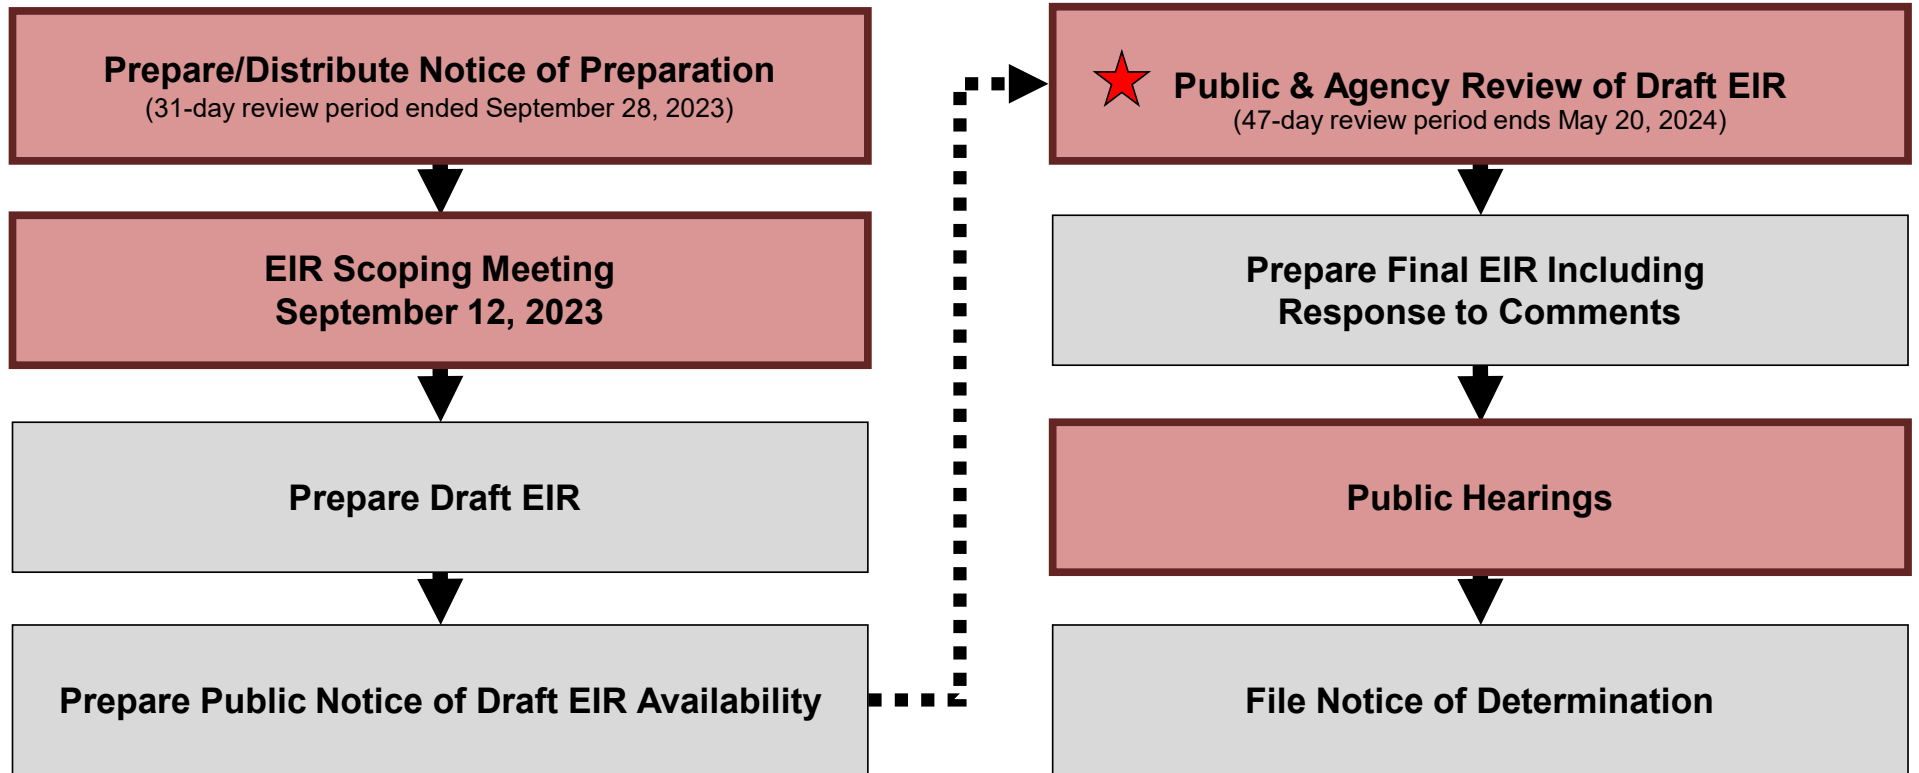 Prepare/Distribute Notice of Preparation
(31-day review period ended September 28, 2023)
EIR Scoping Meeting
September 12, 2023
Prepare Draft EIR
Prepare Public Notice of Draft EIR Availability
Public & Agency Review of Draft EIR
(47-day review period ends May 20, 2024)
Prepare Final EIR Including
Response to Comments
Public Hearings
File Notice of Determination